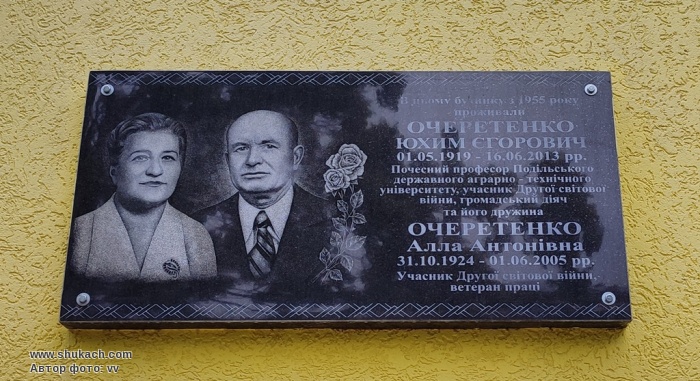 В цьому будинку з 1955 року
проживали
ОЧЕРЕТЕНКО
ЮХИМ ЄГОРОВИЧ
01.05.1919 - 16.06.2013 рр.
Почесний професор Подільського
державного аграрно - технічного
університету, учасник Другої світової
війни, громадський діяч
та його дружина
ОЧЕРЕТЕНКО
Алла Антонівна
31.10.1924 - 01.06.2005 рр.
Учасник Другої світової війни,
ветеран праці
www.shukach.com
Автор фото: vv